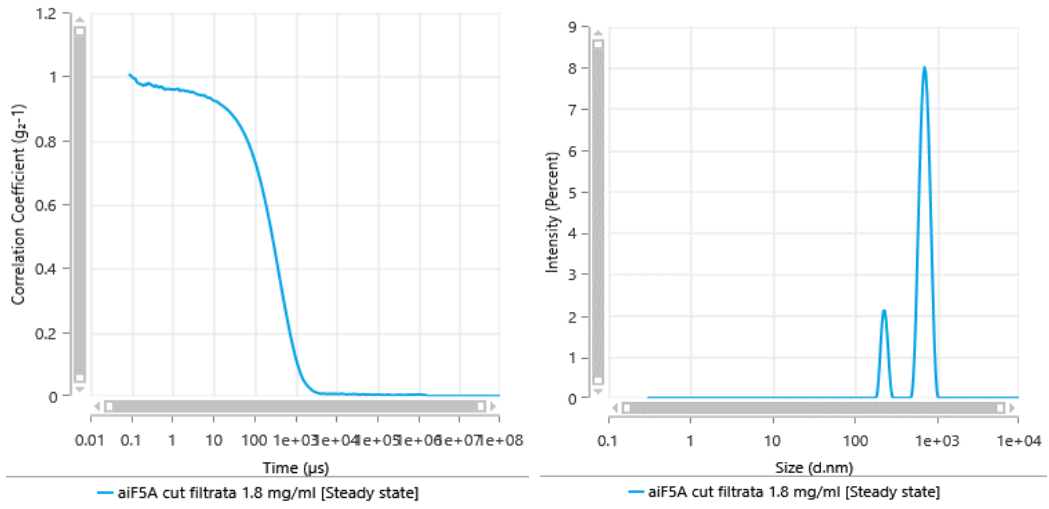 1.2
1
0.8
0.6
0.4
0.2
0
Correlation Coefficient (g₂-1)
0.01 0.1 1 10 100 1e+03 1e+04 1e+05 1e+06 1e+07 1e+08
Time (µs)
aiF5A cut filtrata 1.8 mg/ml [Steady state]
9
8
7
6
5
4
3
2
1
0
Intensity (Percent)
0.1 1 10 100 1e+03 1e+04
Size (d.nm)
aiF5A cut filtrata 1.8 mg/ml [Steady state]